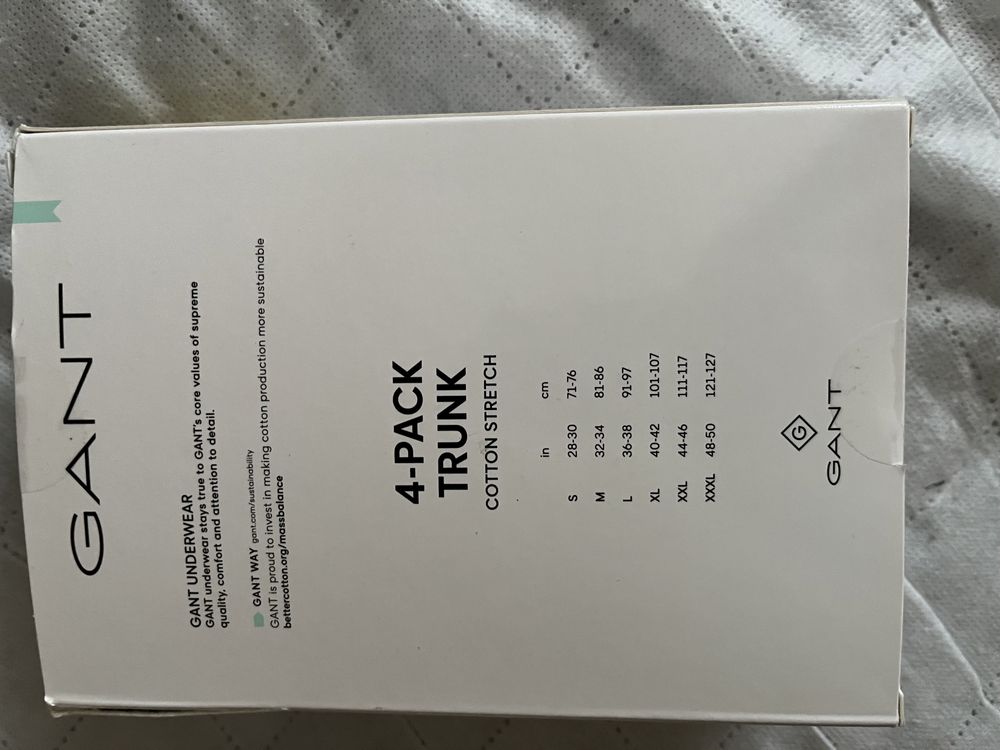 GANT
GANT UNDERWEAR
GANT underwear stays true to GANT's core values of supreme
quality, comfort and attention to detail.
GANT WAY gant.com/sustainability
GANT is proud to invest in making cotton production more sustainable
bettercotton.org/massbalance
4-PACK
TRUNK
COTTON STRETCH
in cm
S 28-30 71-76
M 32-34 81-86
L 36-38 91-97
XL 40-42 101-107
XXL 44-46 111-117
XXXL 48-50 121-127
G
GANT